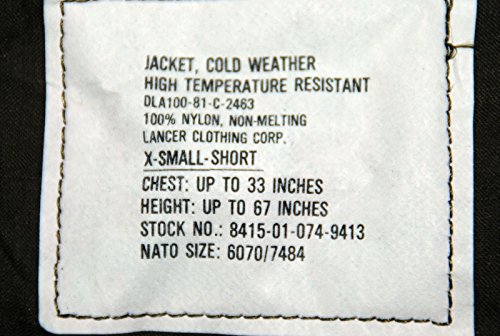 JACKET, COLD WEATHER
HIGH TEMPERATURE RESISTANT
DLA100-81-C-2463
100% NYLON, NON-MELTING
LANCER CLOTHING CORP.
X-SMALL-SHORT
CHEST: UP TO 33 INCHES
HEIGHT: UP TO 67 INCHES
STOCK NO.: 8415-01-074-9413
NATO SIZE: 6070/7484